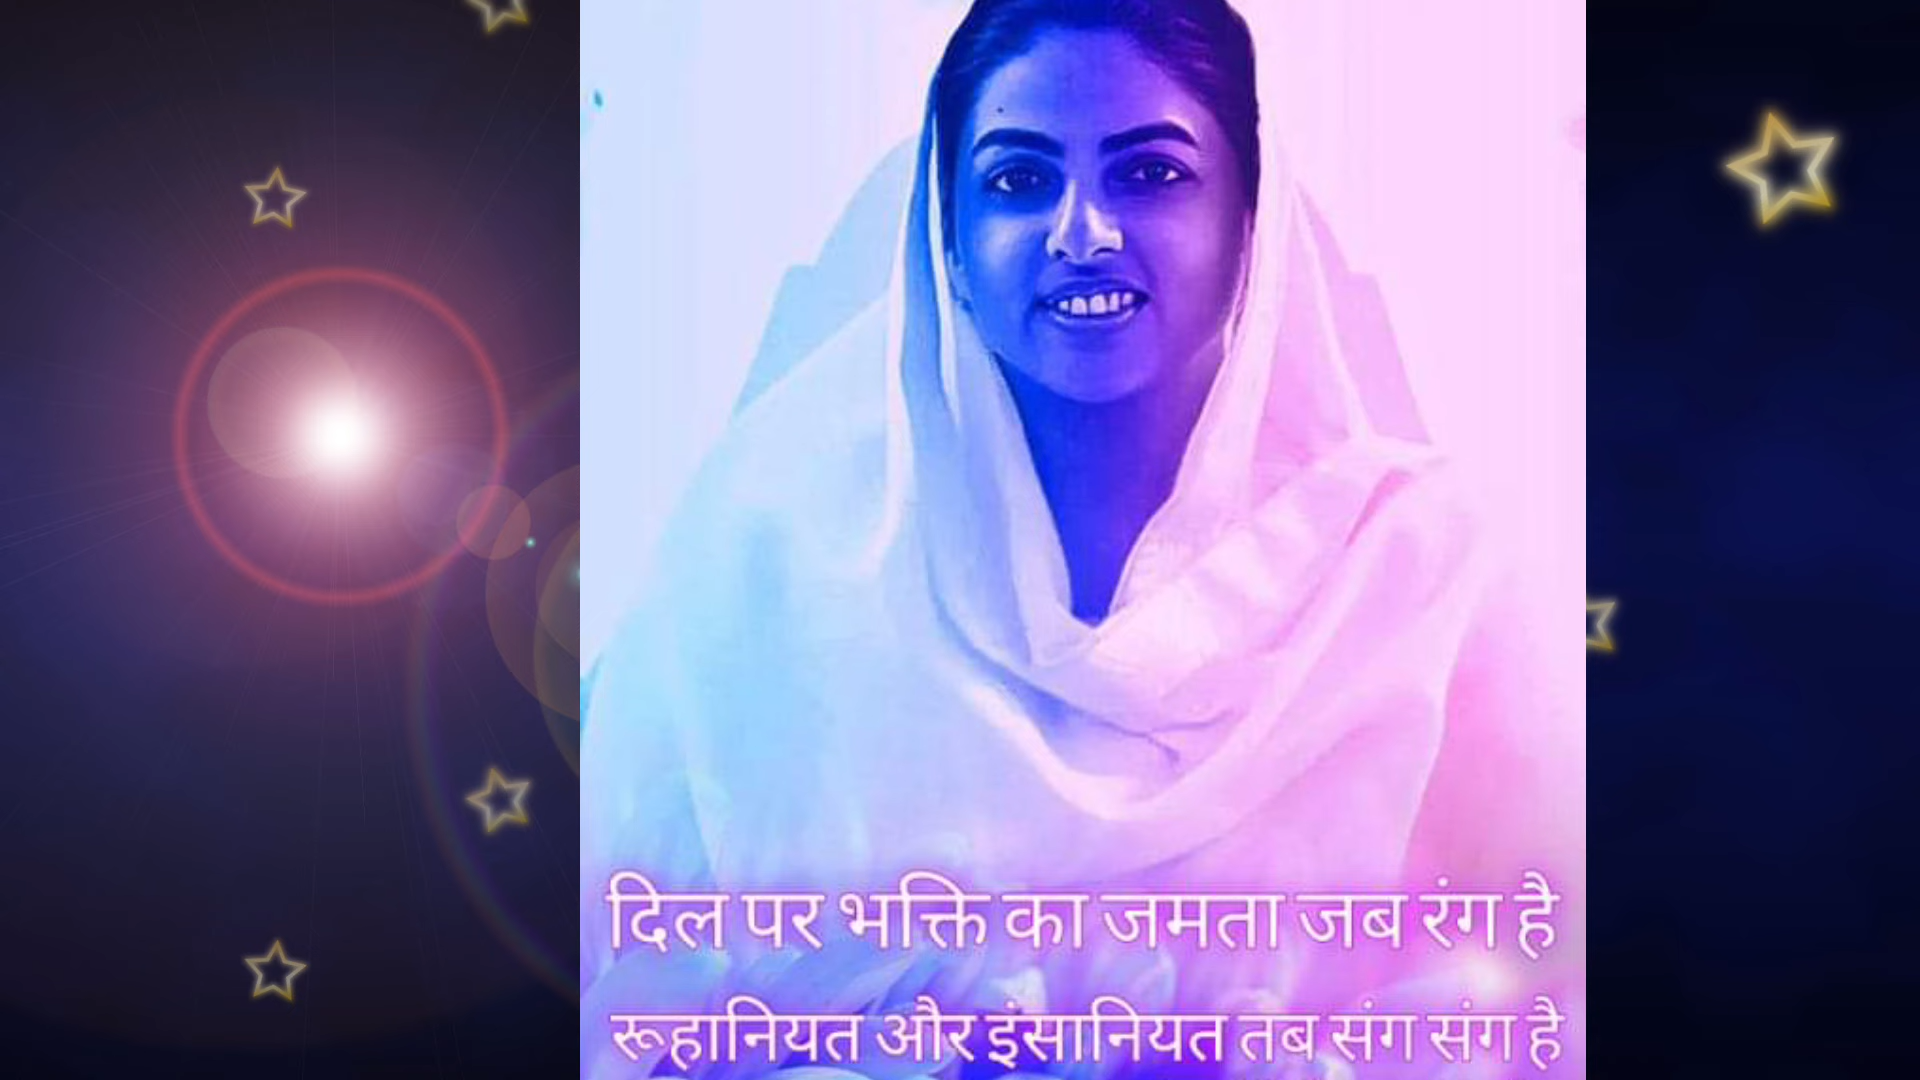 दिल पर भक्ति का जमता जब रंग है
रूहानियत और इंसानियत तब संग संग है